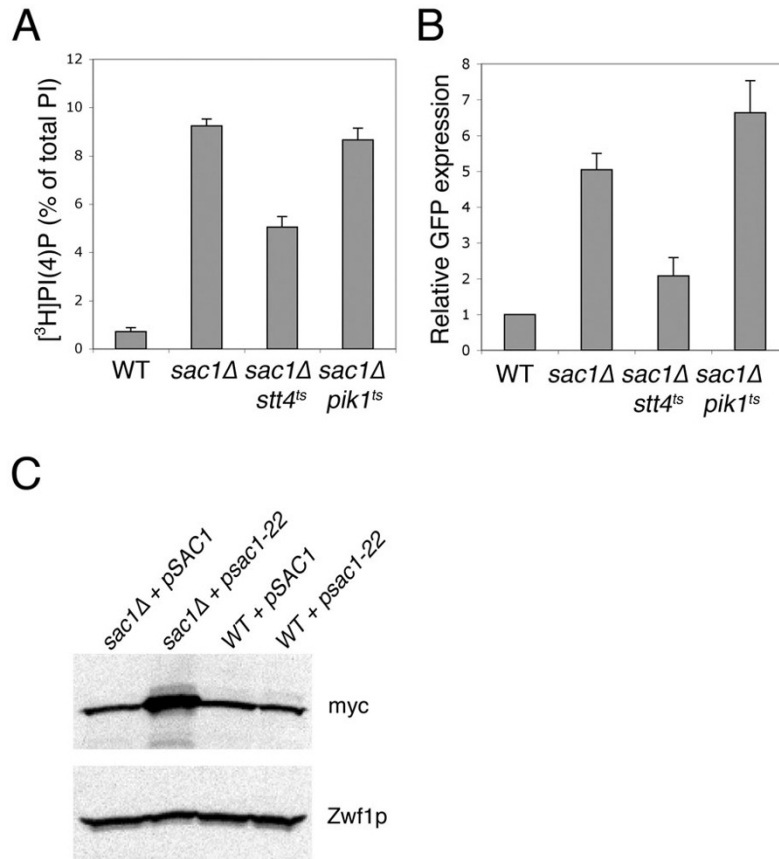 A
[³H]PI(4)P (% of total PI)
12
10
8
6
4
2
0
WT
sac1Δ
sac1Δ
stt4ᵗˢ
sac1Δ
pik1ᵗˢ
B
Relative GFP expression
8
7
6
5
4
3
2
1
0
WT
sac1Δ
sac1Δ
stt4ᵗˢ
sac1Δ
pik1ᵗˢ
C
sac1Δ + pSAC1
sac1Δ + psac1-22
WT + pSAC1
WT + psac1-22
myc
Zwf1p